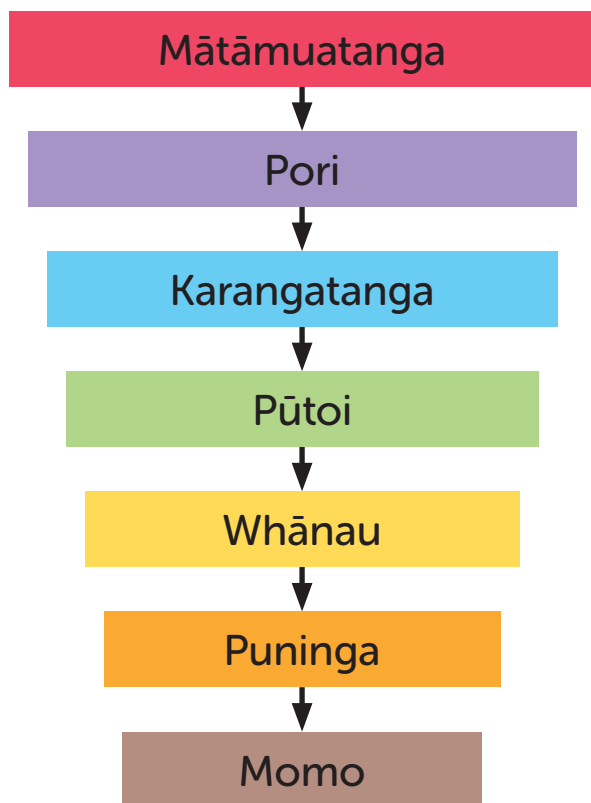 Mātāmuatanga
Pori
Karangatanga
Pūtoi
Whānau
Puninga
Momo